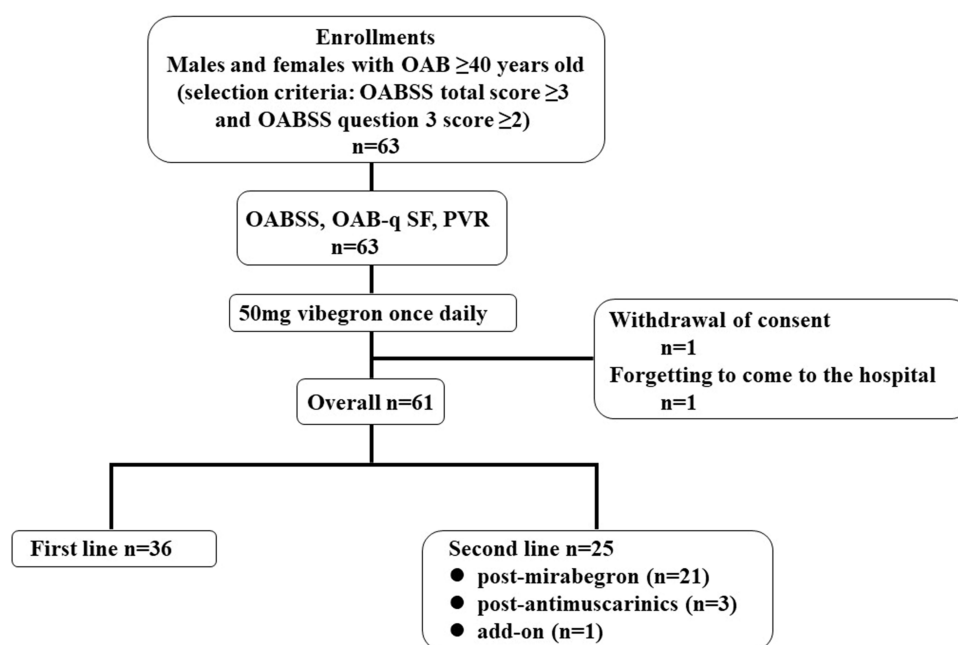 Enrollments
Males and females with OAB ≥40 years old
(selection criteria: OABSS total score ≥3
and OABSS question 3 score ≥2)
n=63
OABSS, OAB-q SF, PVR
n=63
50mg vibegron once daily
Withdrawal of consent
n=1
Forgetting to come to the hospital
n=1
Overall n=61
First line n=36
Second line n=25
● post-mirabegron (n=21)
● post-antimuscarinics (n=3)
● add-on (n=1)